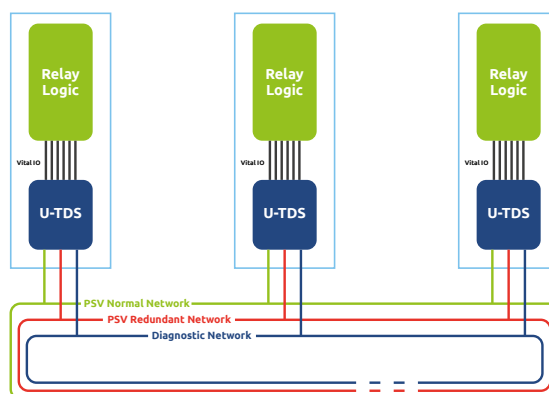 Relay
Logic
Relay
Logic
Relay
Logic
Vital IO
Vital IO
Vital IO
U-TDS
U-TDS
U-TDS
PSV Normal Network
PSV Redundant Network
Diagnostic Network